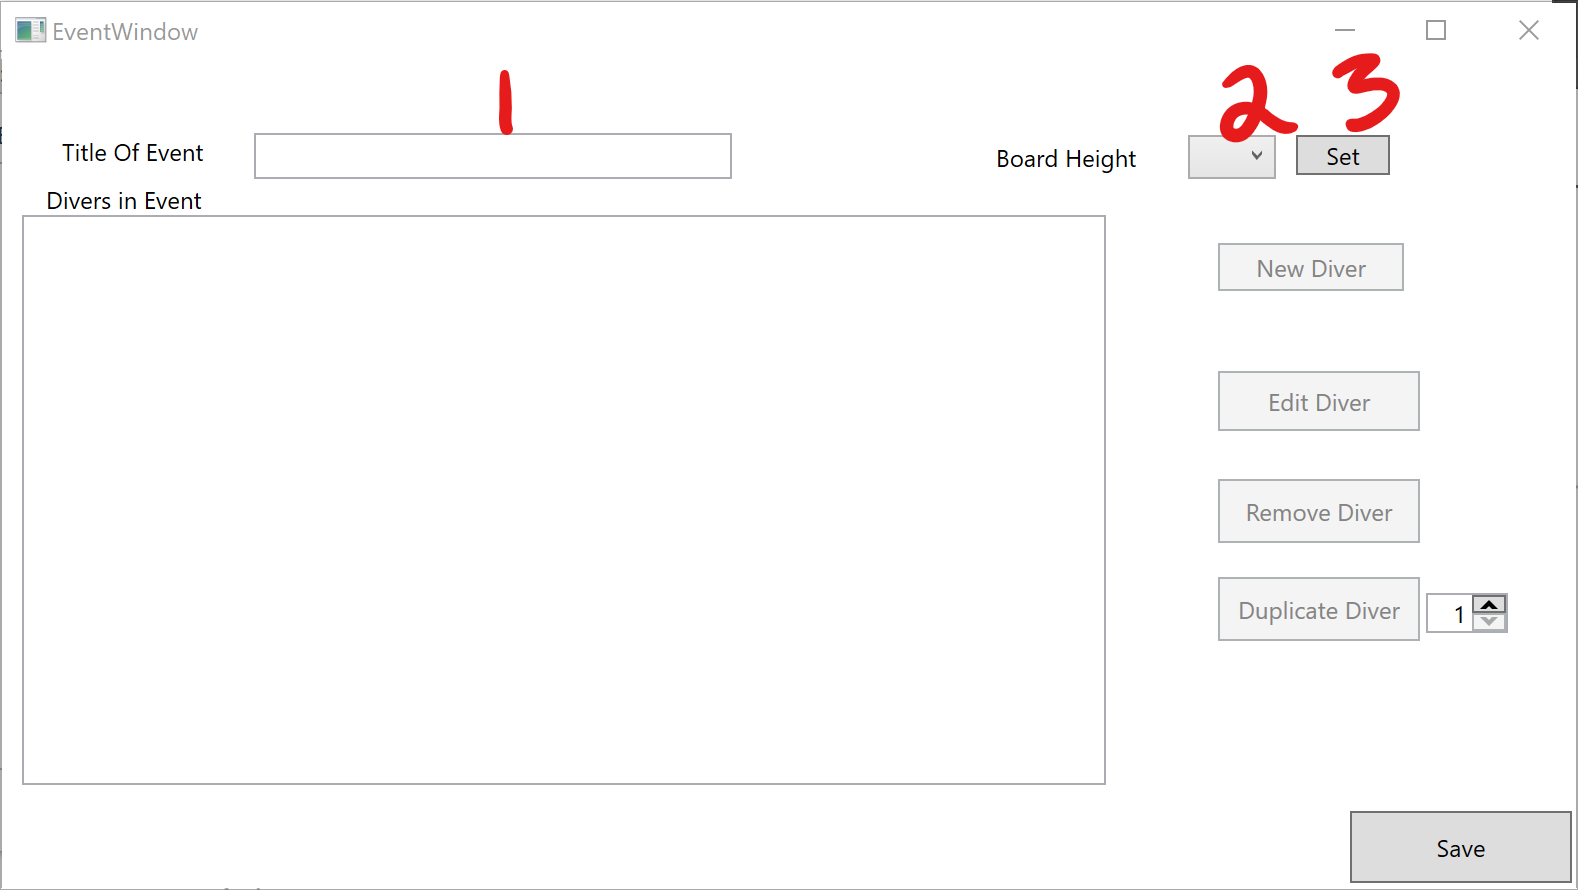 EventWindow
1 2 3
Title Of Event Board Height Set
Divers in Event
New Diver
Edit Diver
Remove Diver
Duplicate Diver 1
Save